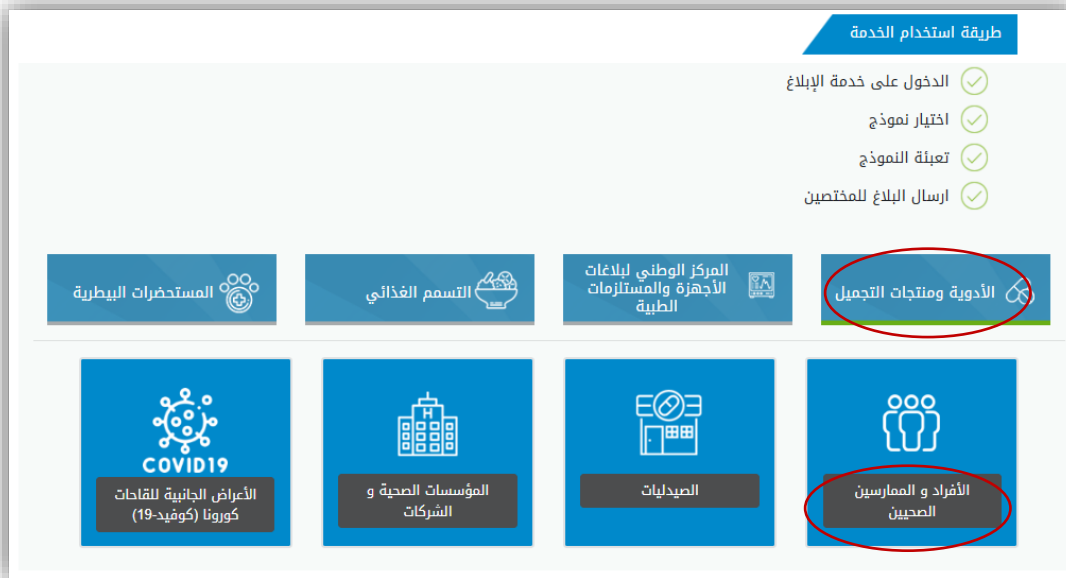 طريقة استخدام الخدمة
الدخول على خدمة الإبلاغ
اختيار نموذج
تعبئة النموذج
ارسال البلاغ للمختصين
الأدوية ومنتجات التجميل
المركز الوطني لبلاغات
الأجهزة والمستلزمات
الطبية
التسمم الغذائي
المستحضرات البيطرية
الأفراد و الممارسين
الصحيين
الصيدليات
H
المؤسسات الصحية و
الشركات
COVID19
الأعراض الجانبية للقاحات
كورونا (كوفيد-19)